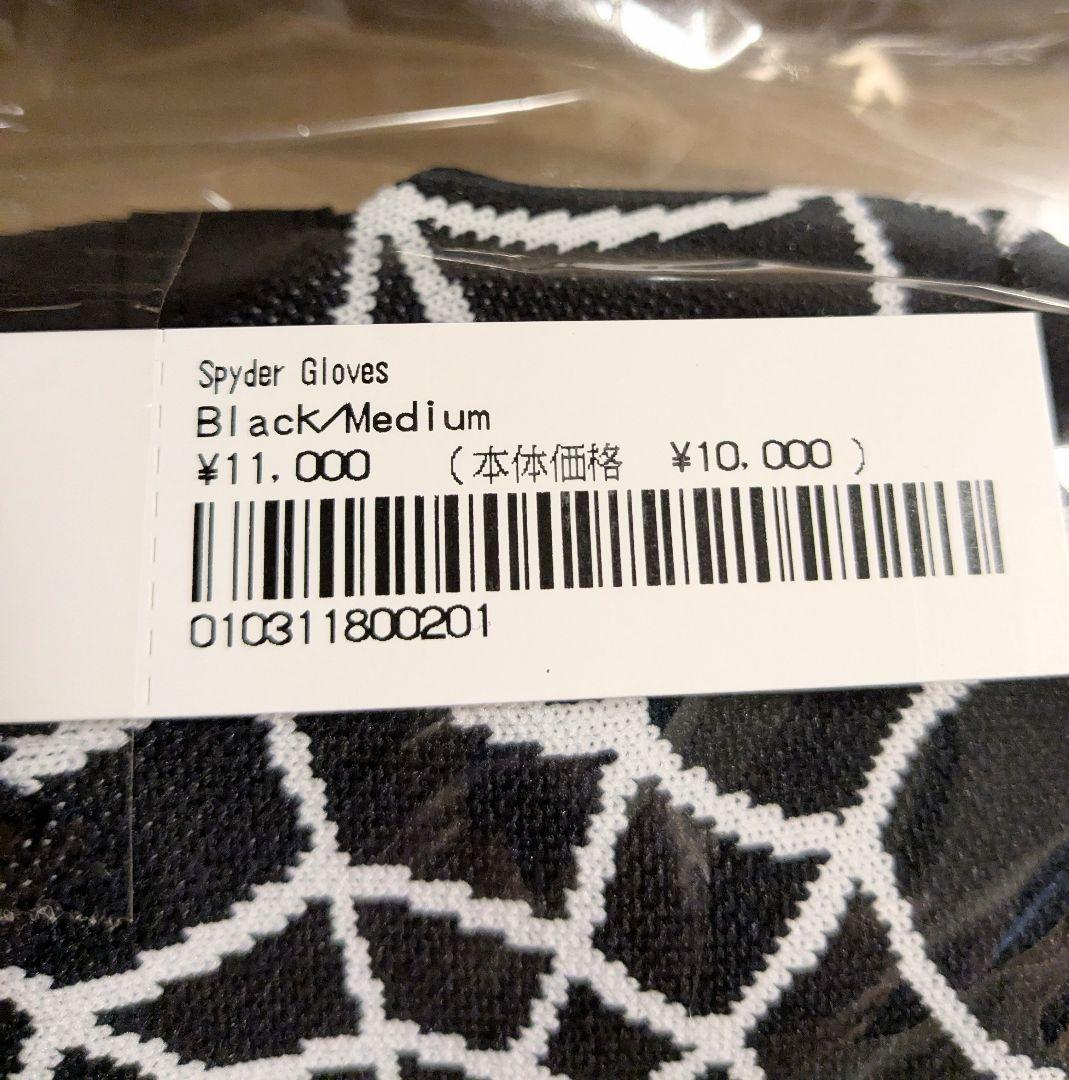 Spyder Gloves
Black/Medium
¥11,000 (本体価格 ¥10,000)
010311800201